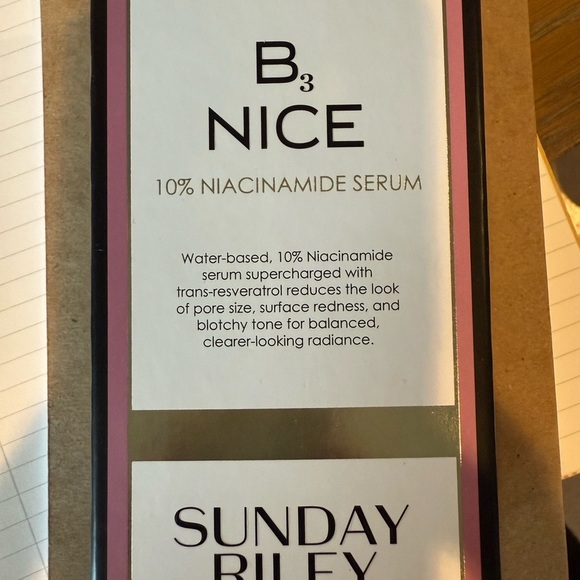 B3
NICE
10% NIACINAMIDE SERUM
Water-based, 10% Niacinamide
serum supercharged with
trans-resveratrol reduces the look
of pore size, surface redness, and
blotchy tone for balanced,
clearer-looking radiance.
SUNDAY
RILEY